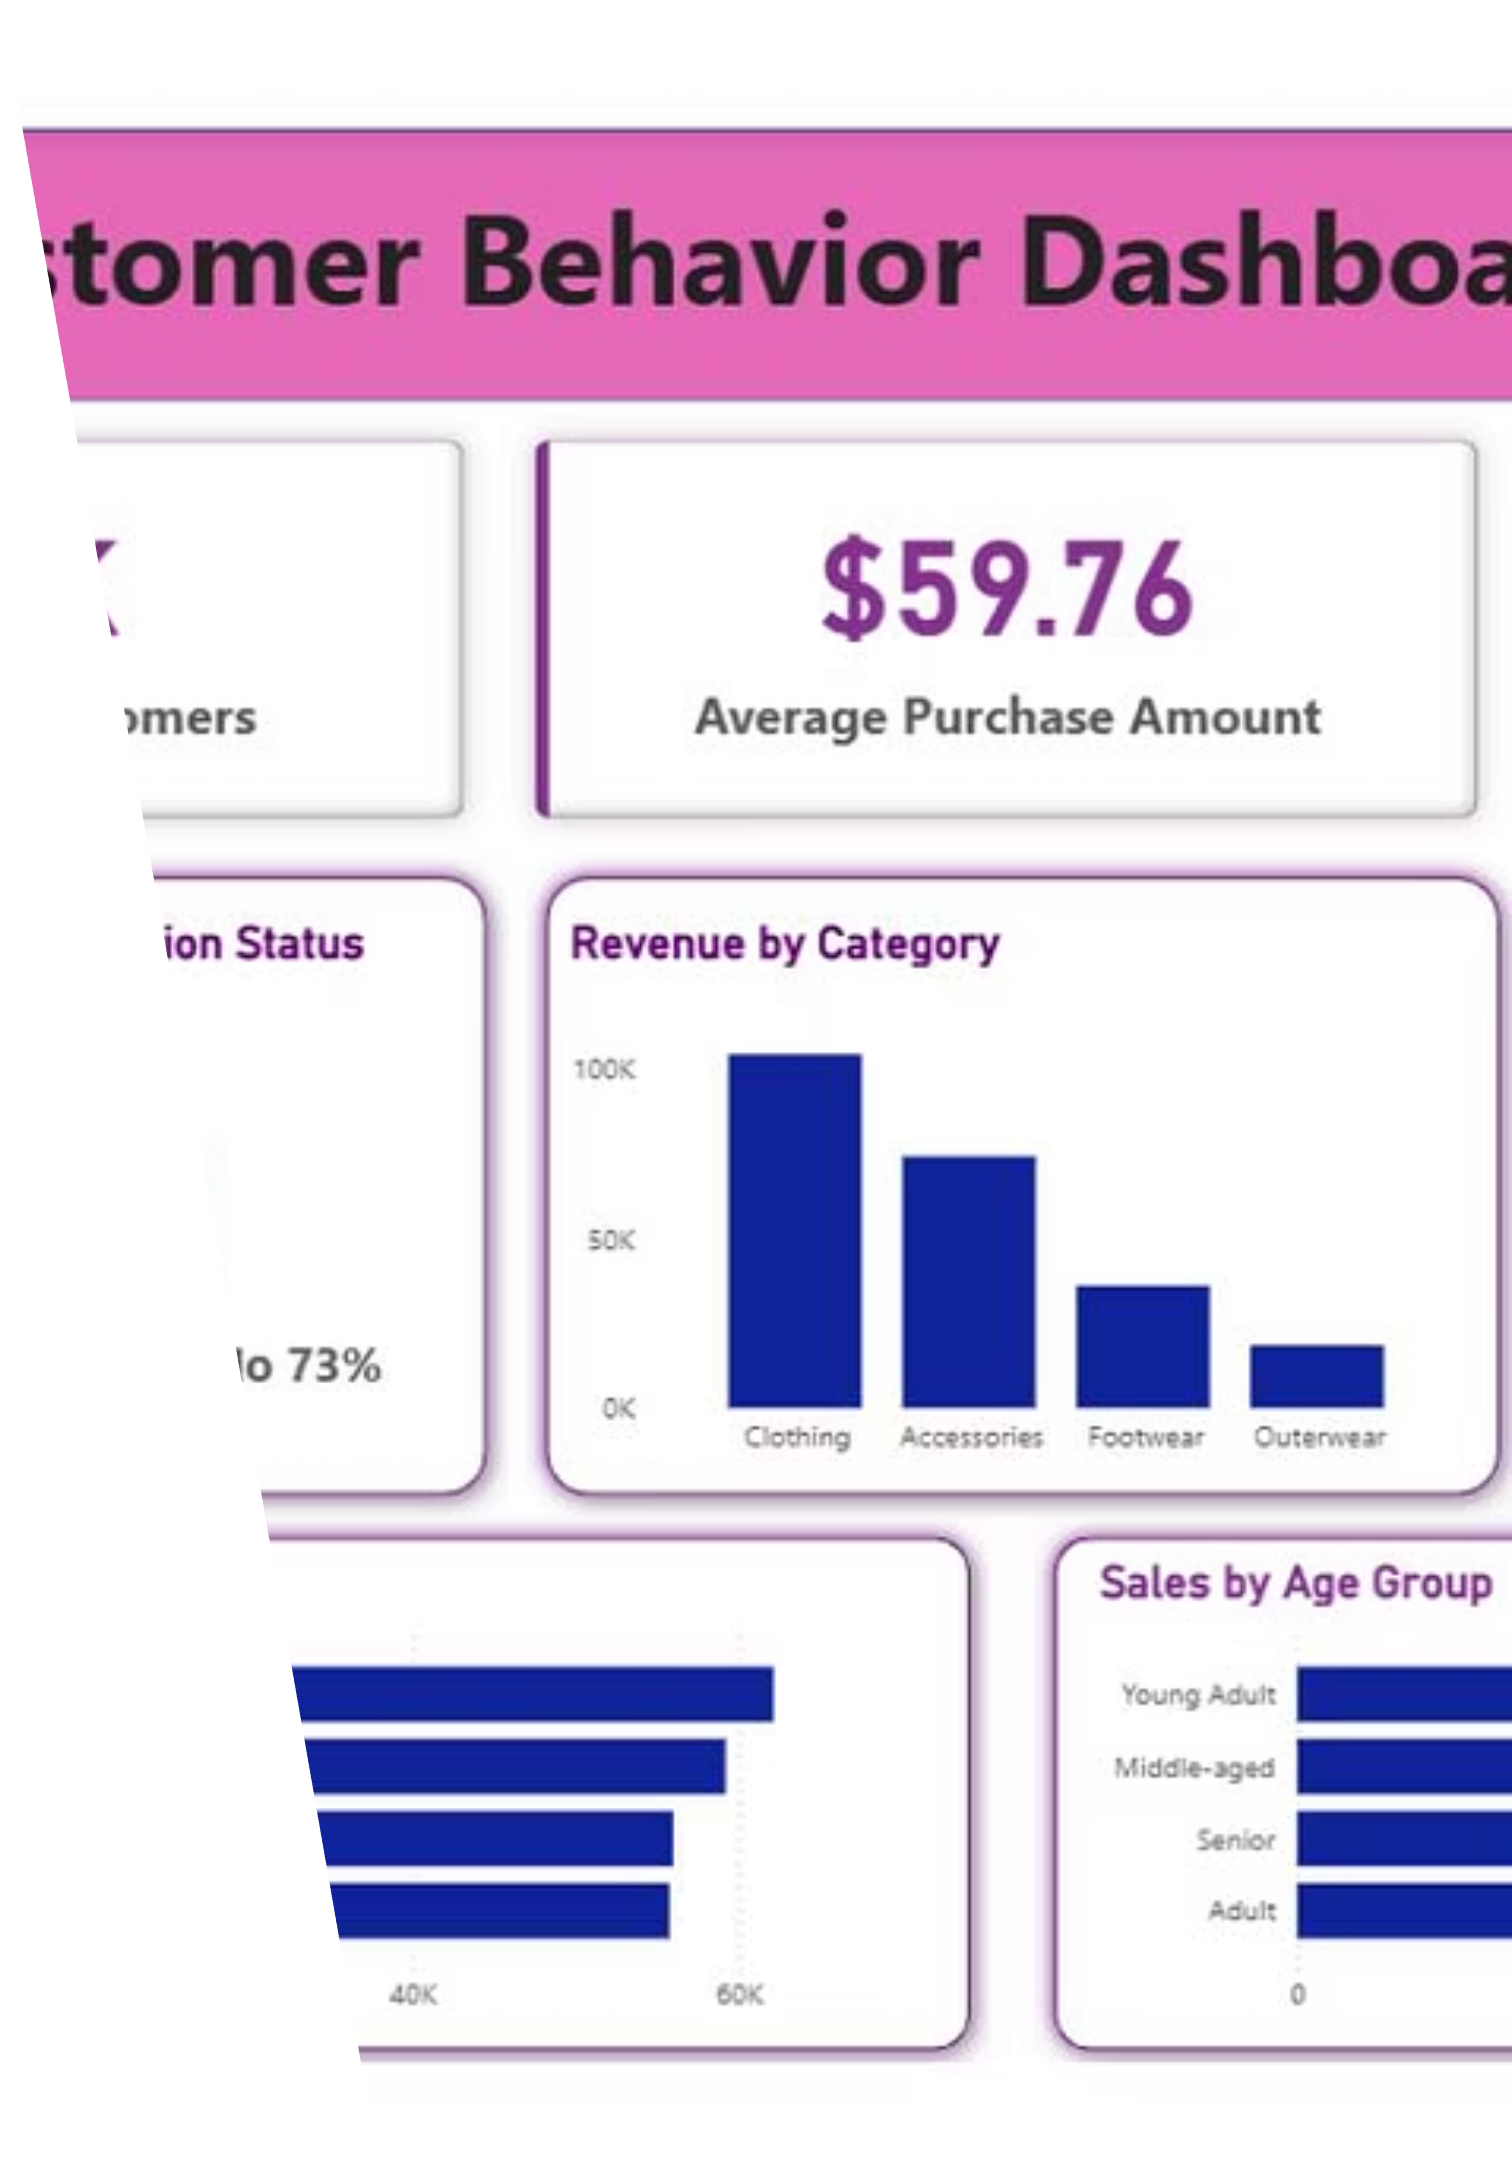 stomer Behavior Dashboa
$59.76
omers
Average Purchase Amount
ion Status
Revenue by Category
100K
50K
0K
Clothing Accessories Footwear Outerwear
o 73%
Sales by Age Group
Young Adult
Middle-aged
Senior
Adult
40K 60K
0